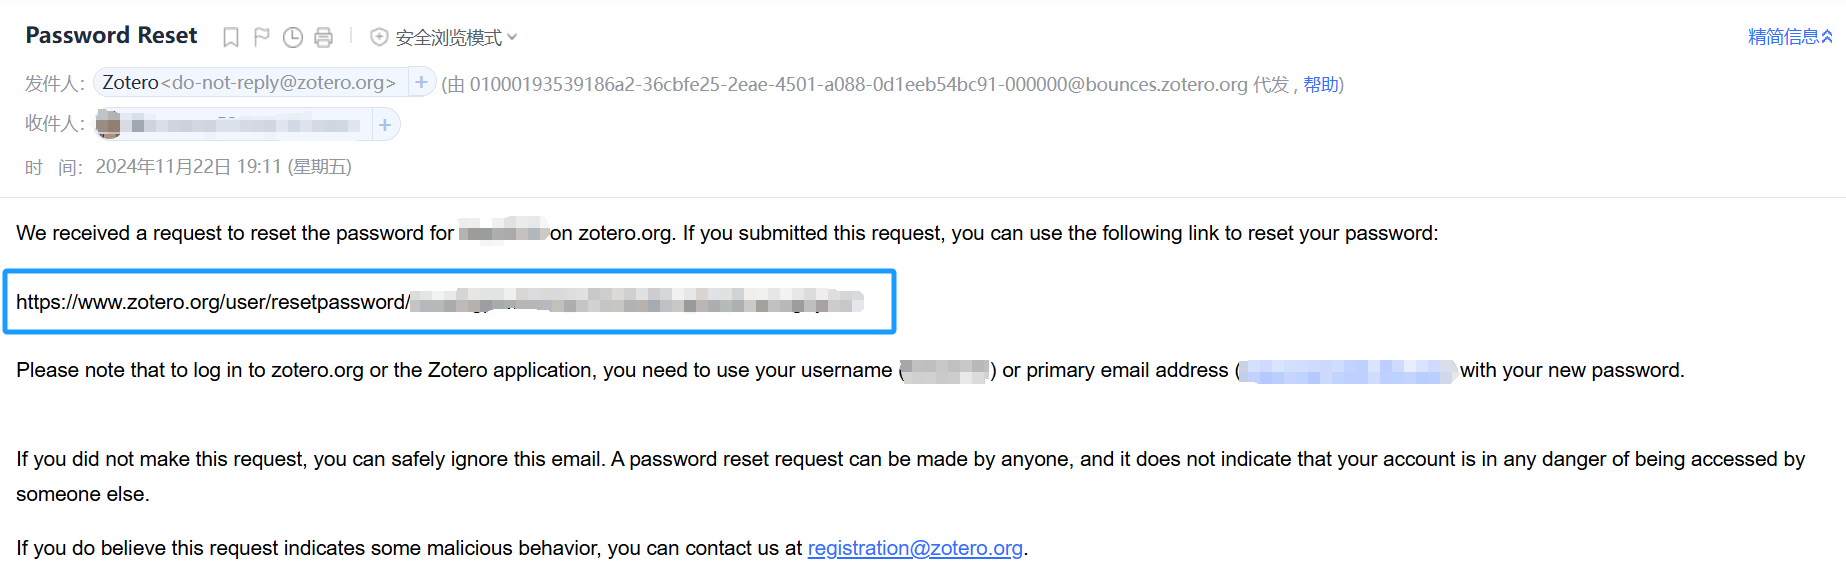 Password Reset 安全浏览模式 精简信息
发件人： Zotero<do-not-reply@zotero.org> + (由 01000193539186a2-36cbfe25-2eae-4501-a088-0d1eeb54bc91-000000@bounces.zotero.org 代发 , 帮助)
收件人： +
时 间： 2024年11月22日 19:11 (星期五)
We received a request to reset the password for on zotero.org. If you submitted this request, you can use the following link to reset your password:
https://www.zotero.org/user/resetpassword/
Please note that to log in to zotero.org or the Zotero application, you need to use your username ( ) or primary email address ( with your new password.
If you did not make this request, you can safely ignore this email. A password reset request can be made by anyone, and it does not indicate that your account is in any danger of being accessed by
someone else.
If you do believe this request indicates some malicious behavior, you can contact us at registration@zotero.org.